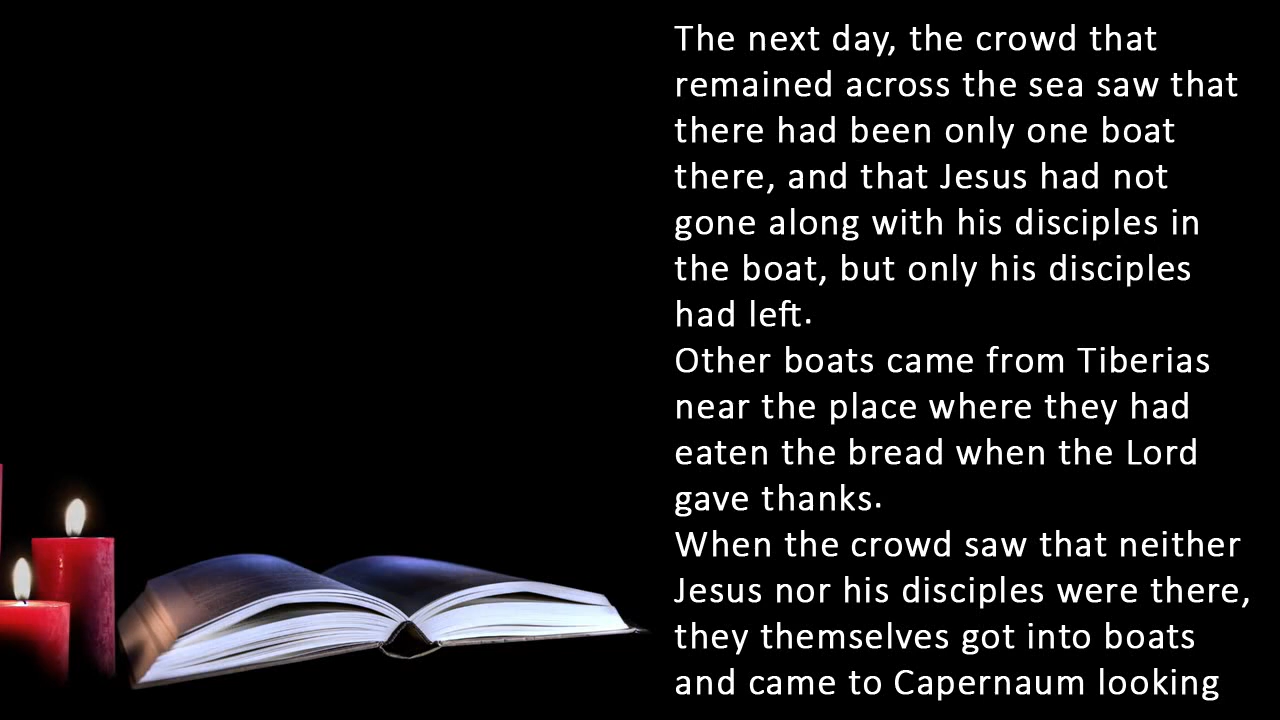 The next day, the crowd that
remained across the sea saw that
there had been only one boat
there, and that Jesus had not
gone along with his disciples in
the boat, but only his disciples
had left.
Other boats came from Tiberias
near the place where they had
eaten the bread when the Lord
gave thanks.
When the crowd saw that neither
Jesus nor his disciples were there,
they themselves got into boats
and came to Capernaum looking